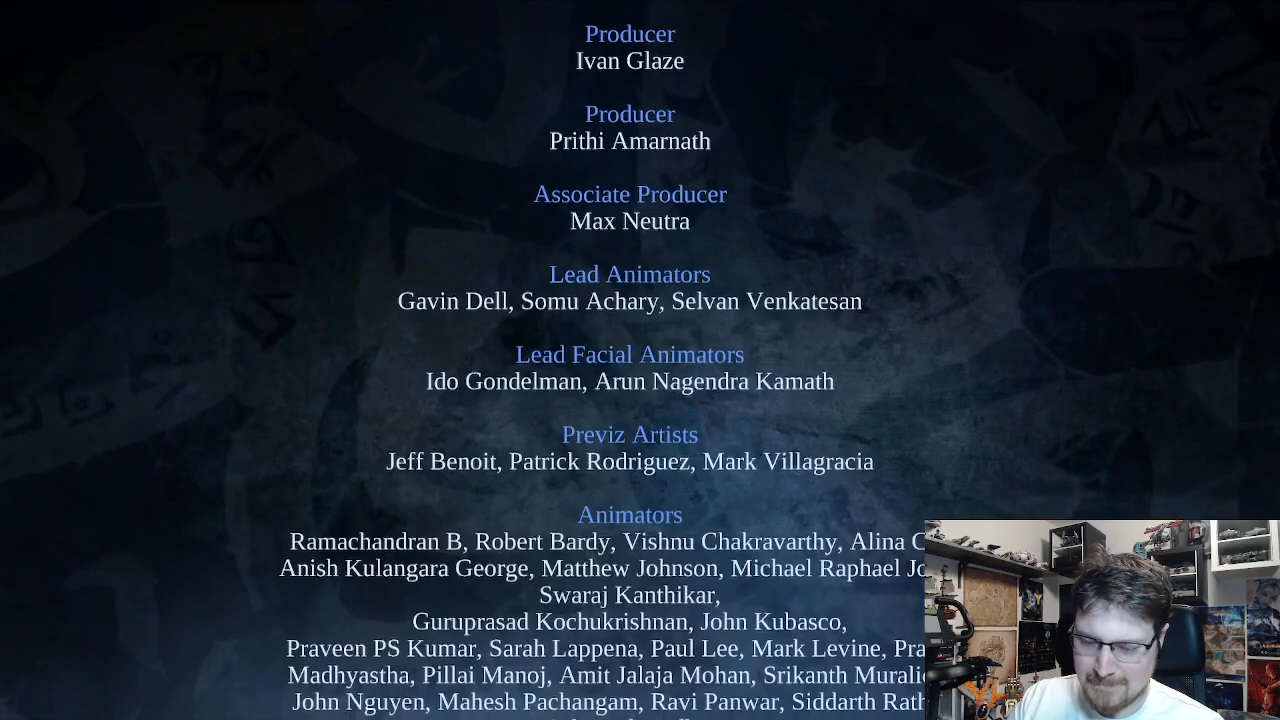 Producer
Ivan Glaze
Producer
Prithi Amarnath
Associate Producer
Max Neutra
Lead Animators
Gavin Dell, Somu Achary, Selvan Venkatesan
Lead Facial Animators
Ido Gondelman, Arun Nagendra Kamath
Previz Artists
Jeff Benoit, Patrick Rodriguez, Mark Villagracia
Animators
Ramachandran B, Robert Bardy, Vishnu Chakravarthy, Alina
Anish Kulangara George, Matthew Johnson, Michael Raphael
Swaraj Kanthikar,
Guruprasad Kochukrishnan, John Kubasco,
Praveen PS Kumar, Sarah Lappena, Paul Lee, Mark Levine,
Madhyastha, Pillai Manoj, Amit Jalaja Mohan, Srikanth
John Nguyen, Mahesh Pachangam, Ravi Panwar, Siddarth